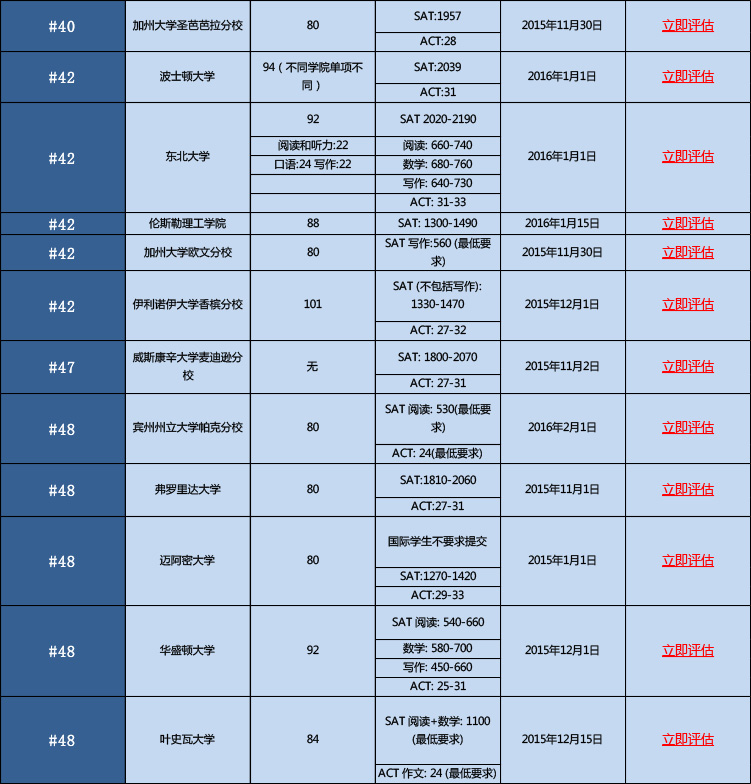 #40
加州大学圣芭芭拉分校
80
SAT:1957
ACT:28
2015年11月30日
立即评估
#42
波士顿大学
94（不同学院单项不
同）
SAT:2039
ACT:31
2016年1月1日
立即评估
#42
东北大学
92
阅读和听力:22
口语:24 写作:22
SAT 2020-2190
阅读: 660-740
数学: 680-760
写作: 640-730
ACT: 31-33
2016年1月1日
立即评估
#42
伦斯勒理工学院
88
SAT: 1300-1490
2016年1月15日
立即评估
#42
加州大学欧文分校
80
SAT 写作:560 (最低要
求)
2015年11月30日
立即评估
#42
伊利诺伊大学香槟分校
101
SAT (不包括写作):
1330-1470
ACT: 27-32
2015年12月1日
立即评估
#47
威斯康辛大学麦迪逊分
校
无
SAT: 1800-2070
ACT: 27-31
2015年11月2日
立即评估
#48
宾州州立大学帕克分校
80
SAT 阅读: 530(最低要
求)
ACT: 24(最低要求)
2016年2月1日
立即评估
#48
弗罗里达大学
80
SAT:1810-2060
ACT:27-31
2015年11月1日
立即评估
#48
迈阿密大学
80
国际学生不要求提交
SAT:1270-1420
ACT:29-33
2015年1月1日
立即评估
#48
华盛顿大学
92
SAT 阅读: 540-660
数学: 580-700
写作: 450-660
ACT: 25-31
2015年12月1日
立即评估
#48
叶史瓦大学
84
SAT 阅读+数学: 1100
(最低要求)
ACT 作文: 24 (最低要求)
2015年12月15日
立即评估